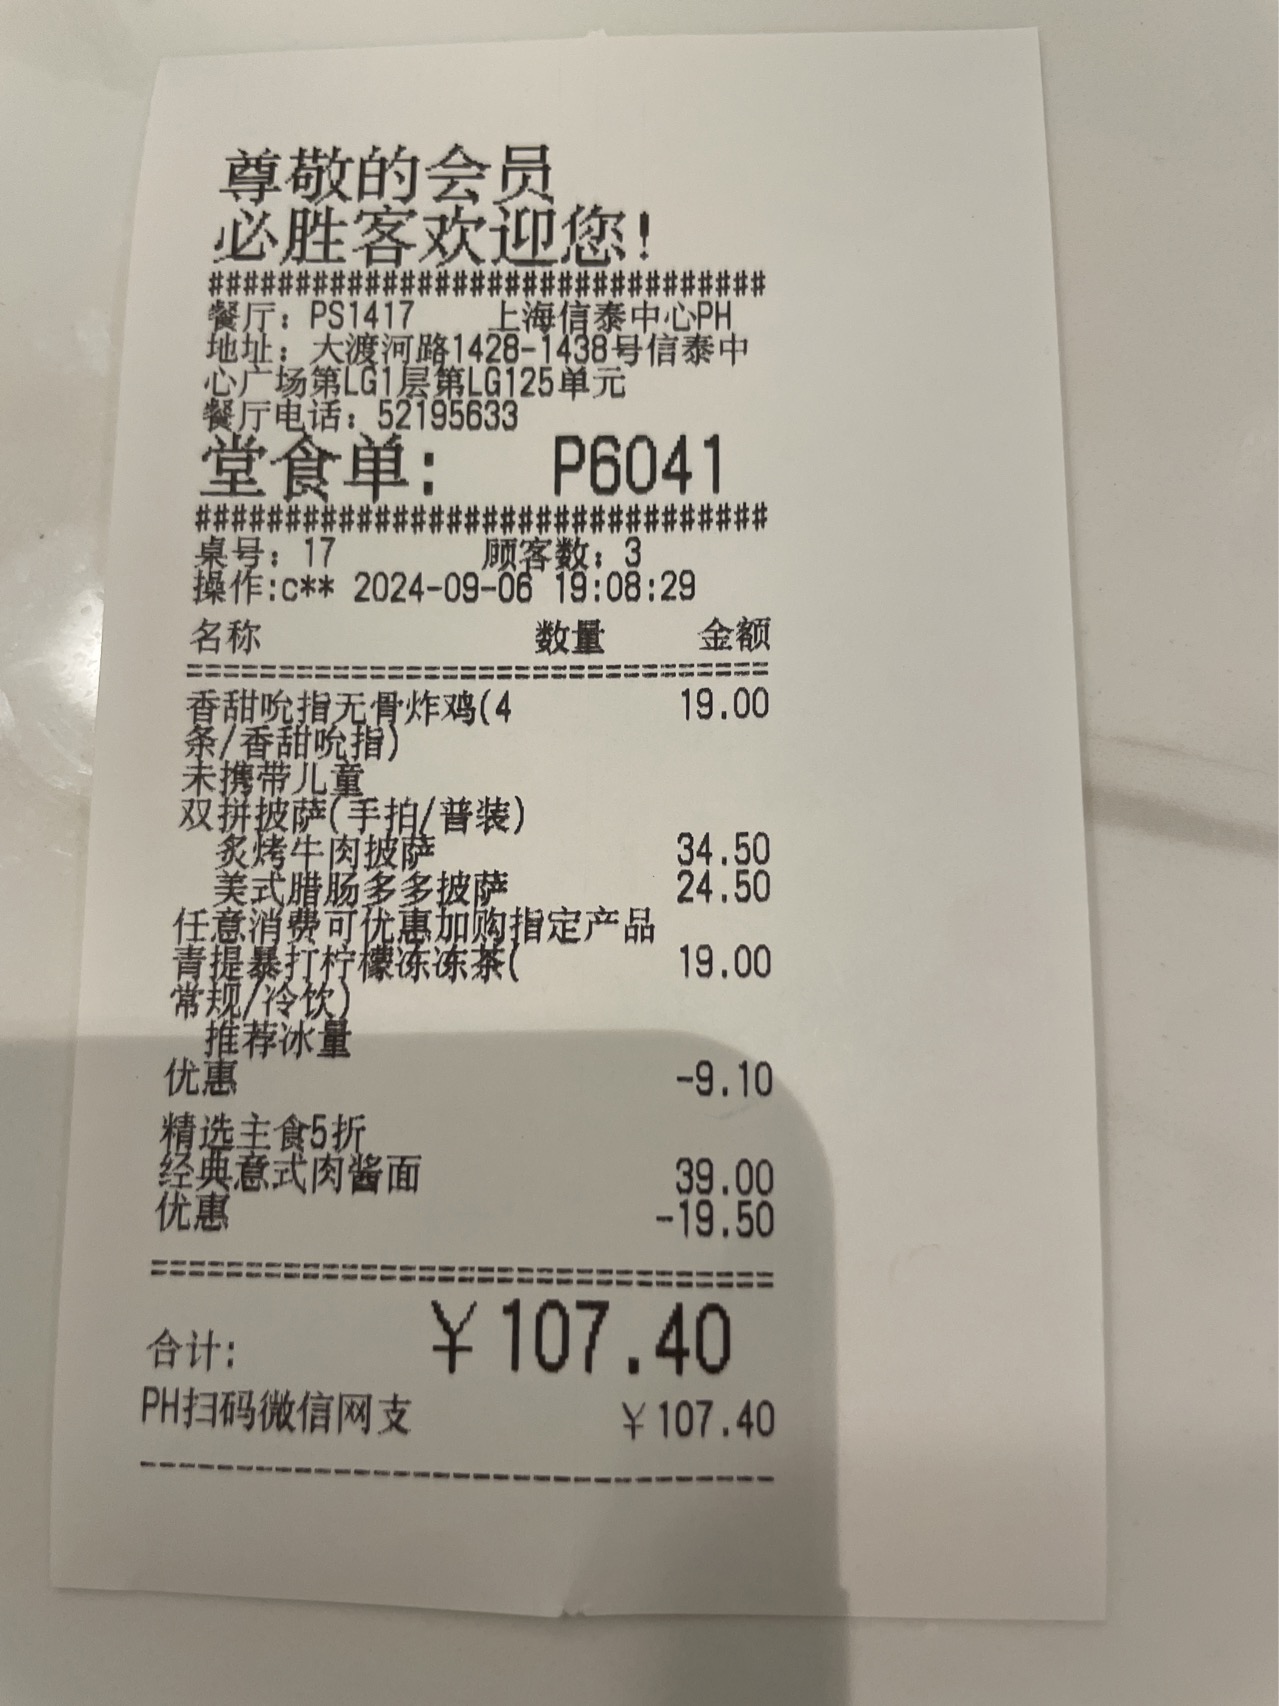 尊敬的会员
必胜客欢迎您!
################################
餐厅: PS1417 上海信泰中心PH
地址: 大渡河路1428-1438号信泰中
心广场第LG1层第LG125单元
餐厅电话: 52195633
堂食单: P6041
################################
桌号: 17 顾客数: 3
操作:c** 2024-09-06 19:08:29
名称 数量 金额
================================
香甜吮指无骨炸鸡(4 19.00
条/香甜吮指)
未携带儿童
双拼披萨(手拍/普装)
炙烤牛肉披萨 34.50
美式腊肠多多披萨 24.50
任意消费可优惠加购指定产品
青提暴打柠檬冻冻茶( 19.00
常规/冷饮)
推荐冰量
优惠 -9.10
精选主食5折
经典意式肉酱面 39.00
优惠 -19.50
================================
合计: ￥107.40
PH扫码微信网支 ￥107.40
--------------------------------